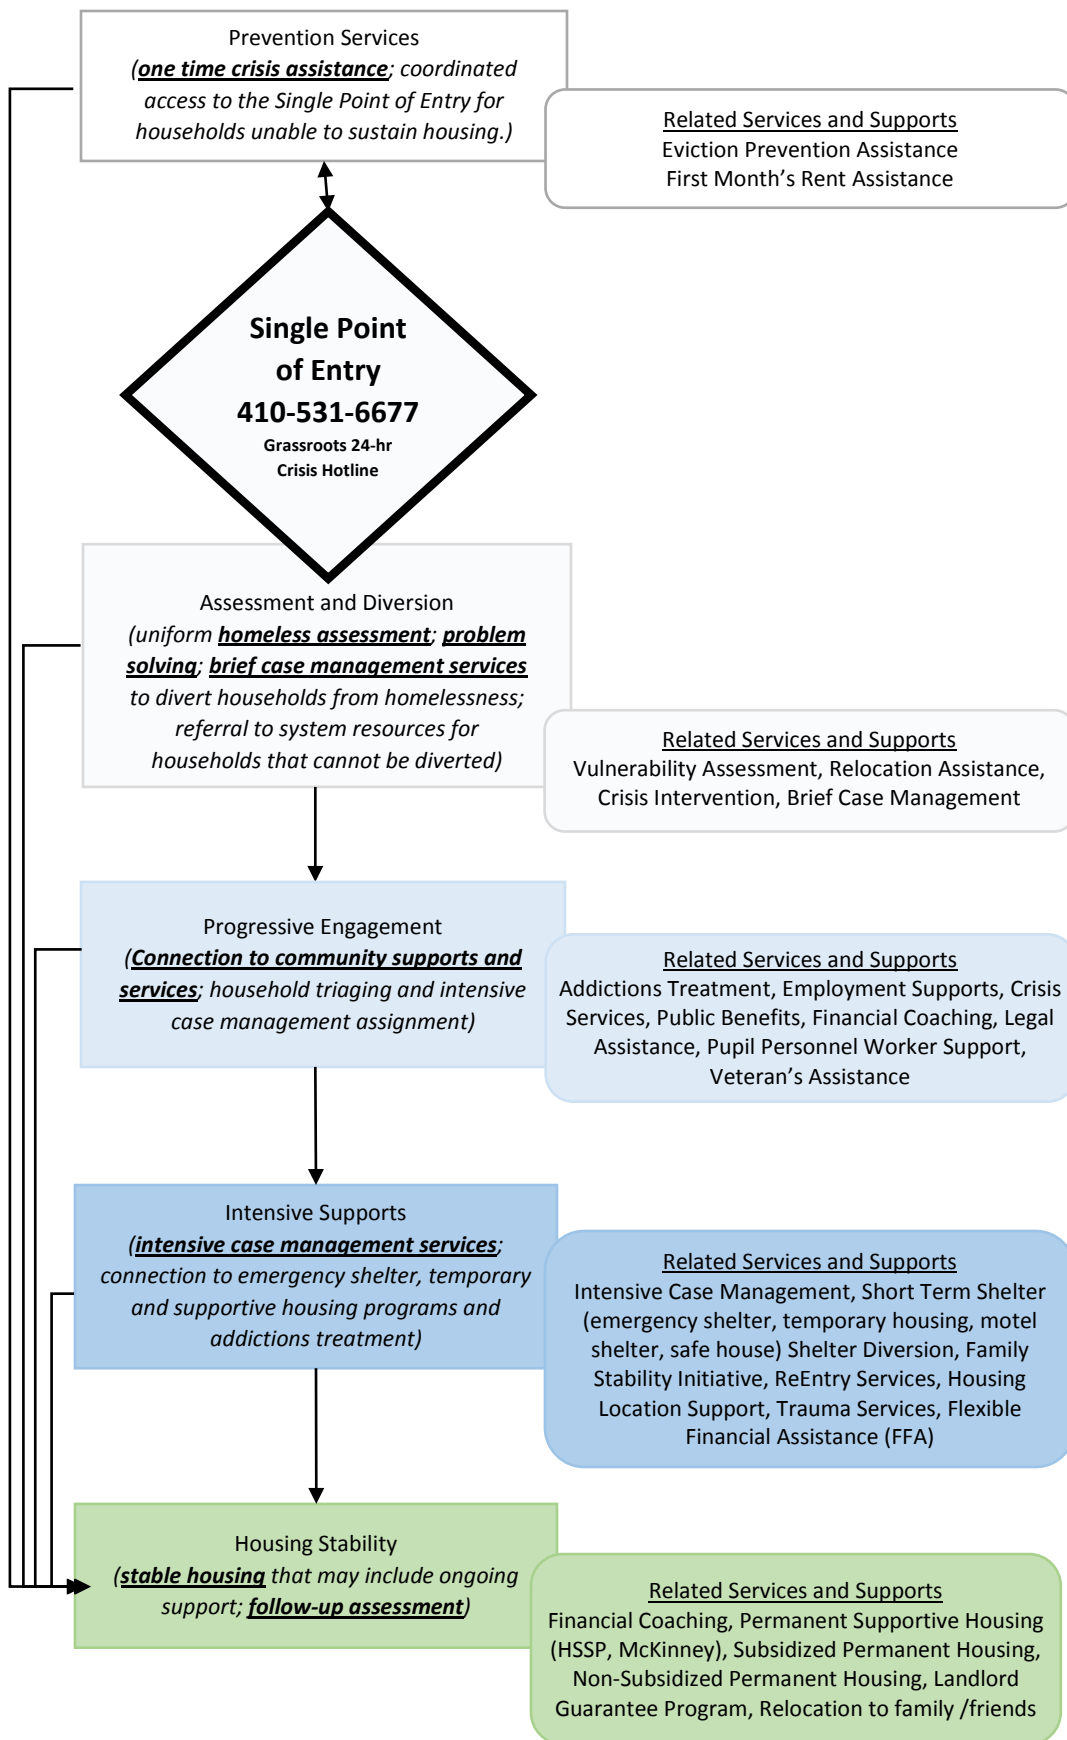 Prevention Services
(one time crisis assistance; coordinated
access to the Single Point of Entry for
households unable to sustain housing.)
Related Services and Supports
Eviction Prevention Assistance
First Month’s Rent Assistance
Single Point
of Entry
410-531-6677
Grassroots 24-hr
Crisis Hotline
Assessment and Diversion
(uniform homeless assessment; problem
solving; brief case management services
to divert households from homelessness;
referral to system resources for
households that cannot be diverted)
Related Services and Supports
Vulnerability Assessment, Relocation Assistance,
Crisis Intervention, Brief Case Management
Progressive Engagement
(Connection to community supports and
services; household triaging and intensive
case management assignment)
Related Services and Supports
Addictions Treatment, Employment Supports, Crisis
Services, Public Benefits, Financial Coaching, Legal
Assistance, Pupil Personnel Worker Support,
Veteran’s Assistance
Intensive Supports
(intensive case management services;
connection to emergency shelter, temporary
and supportive housing programs and
addictions treatment)
Related Services and Supports
Intensive Case Management, Short Term Shelter
(emergency shelter, temporary housing, motel
shelter, safe house) Shelter Diversion, Family
Stability Initiative, ReEntry Services, Housing
Location Support, Trauma Services, Flexible
Financial Assistance (FFA)
Housing Stability
(stable housing that may include ongoing
support; follow-up assessment)
Related Services and Supports
Financial Coaching, Permanent Supportive Housing
(HSSP, McKinney), Subsidized Permanent Housing,
Non-Subsidized Permanent Housing, Landlord
Guarantee Program, Relocation to family /friends